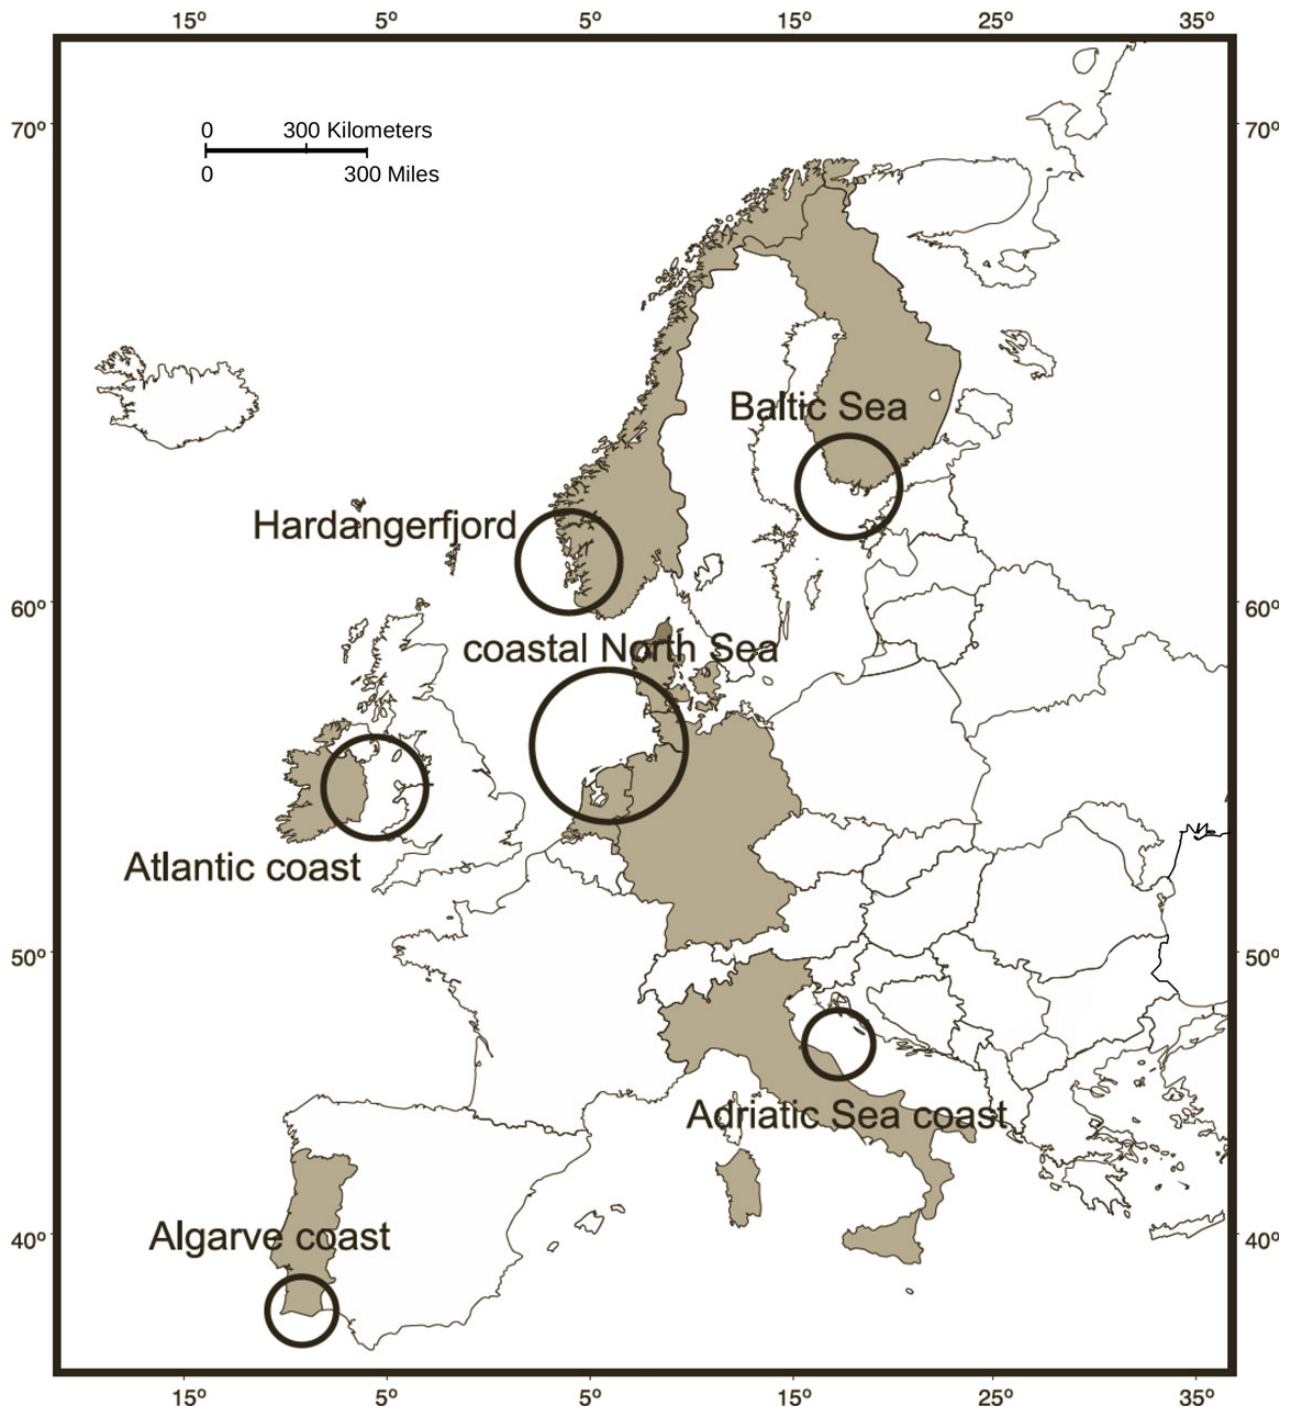 15º 5º 5º 15º 25º 35º
70º 70º
0 300 Kilometers
0 300 Miles
Baltic Sea
Hardangerfjord
60º 60º
coastal North Sea
Atlantic coast
50º 50º
Adriatic Sea coast
Algarve coast
40º 40º
15º 5º 5º 15º 25º 35º